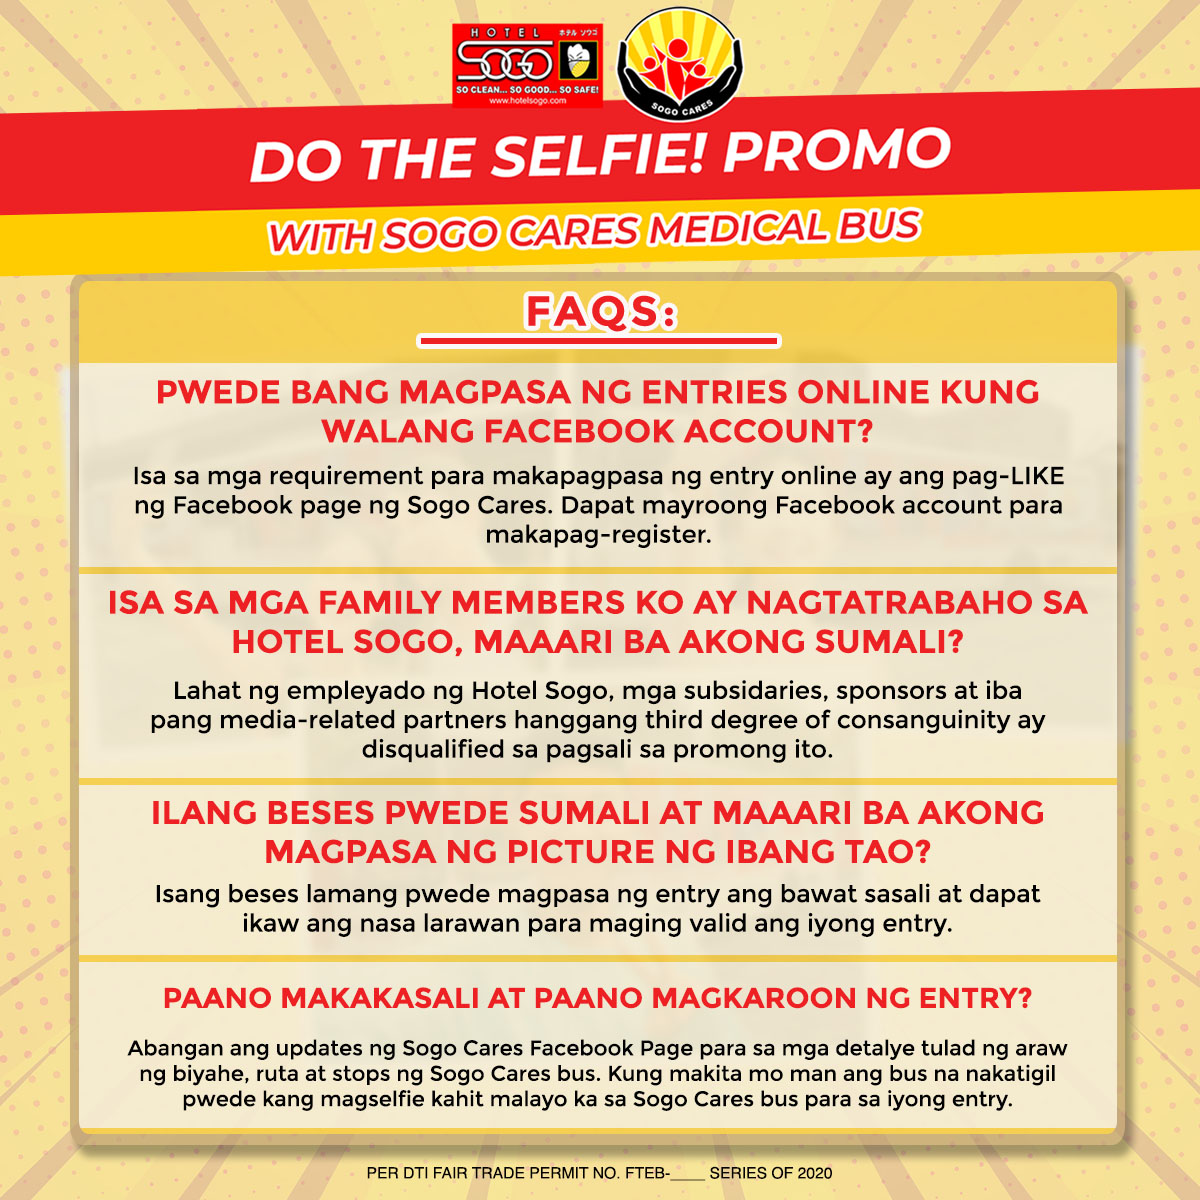 HOTEL
ホテル ソウゴ
SOGO
SO CLEAN... SO GOOD... SO SAFE!
www.hotelsogo.com
SOGO CARES
DO THE SELFIE! PROMO
WITH SOGO CARES MEDICAL BUS
FAQS:
PWEDE BANG MAGPASA NG ENTRIES ONLINE KUNG
WALANG FACEBOOK ACCOUNT?
Isa sa mga requirement para makapagpasa ng entry online ay ang pag-LIKE
ng Facebook page ng Sogo Cares. Dapat mayroong Facebook account para
makapag-register.
ISA SA MGA FAMILY MEMBERS KO AY NAGTATRABAHO SA
HOTEL SOGO, MAAARI BA AKONG SUMALI?
Lahat ng empleyado ng Hotel Sogo, mga subsidaries, sponsors at iba
pang media-related partners hanggang third degree of consanguinity ay
disqualified sa pagsali sa promong ito.
ILANG BESES PWEDE SUMALI AT MAAARI BA AKONG
MAGPASA NG PICTURE NG IBANG TAO?
Isang beses lamang pwede magpasa ng entry ang bawat sasali at dapat
ikaw ang nasa larawan para maging valid ang iyong entry.
PAANO MAKAKASALI AT PAANO MAGKAROON NG ENTRY?
Abangan ang updates ng Sogo Cares Facebook Page para sa mga detalye tulad ng araw
ng biyahe, ruta at stops ng Sogo Cares bus. Kung makita mo man ang bus na nakatigil
pwede kang magselfie kahit malayo ka sa Sogo Cares bus para sa iyong entry.
PER DTI FAIR TRADE PERMIT NO. FTEB-____ SERIES OF 2020